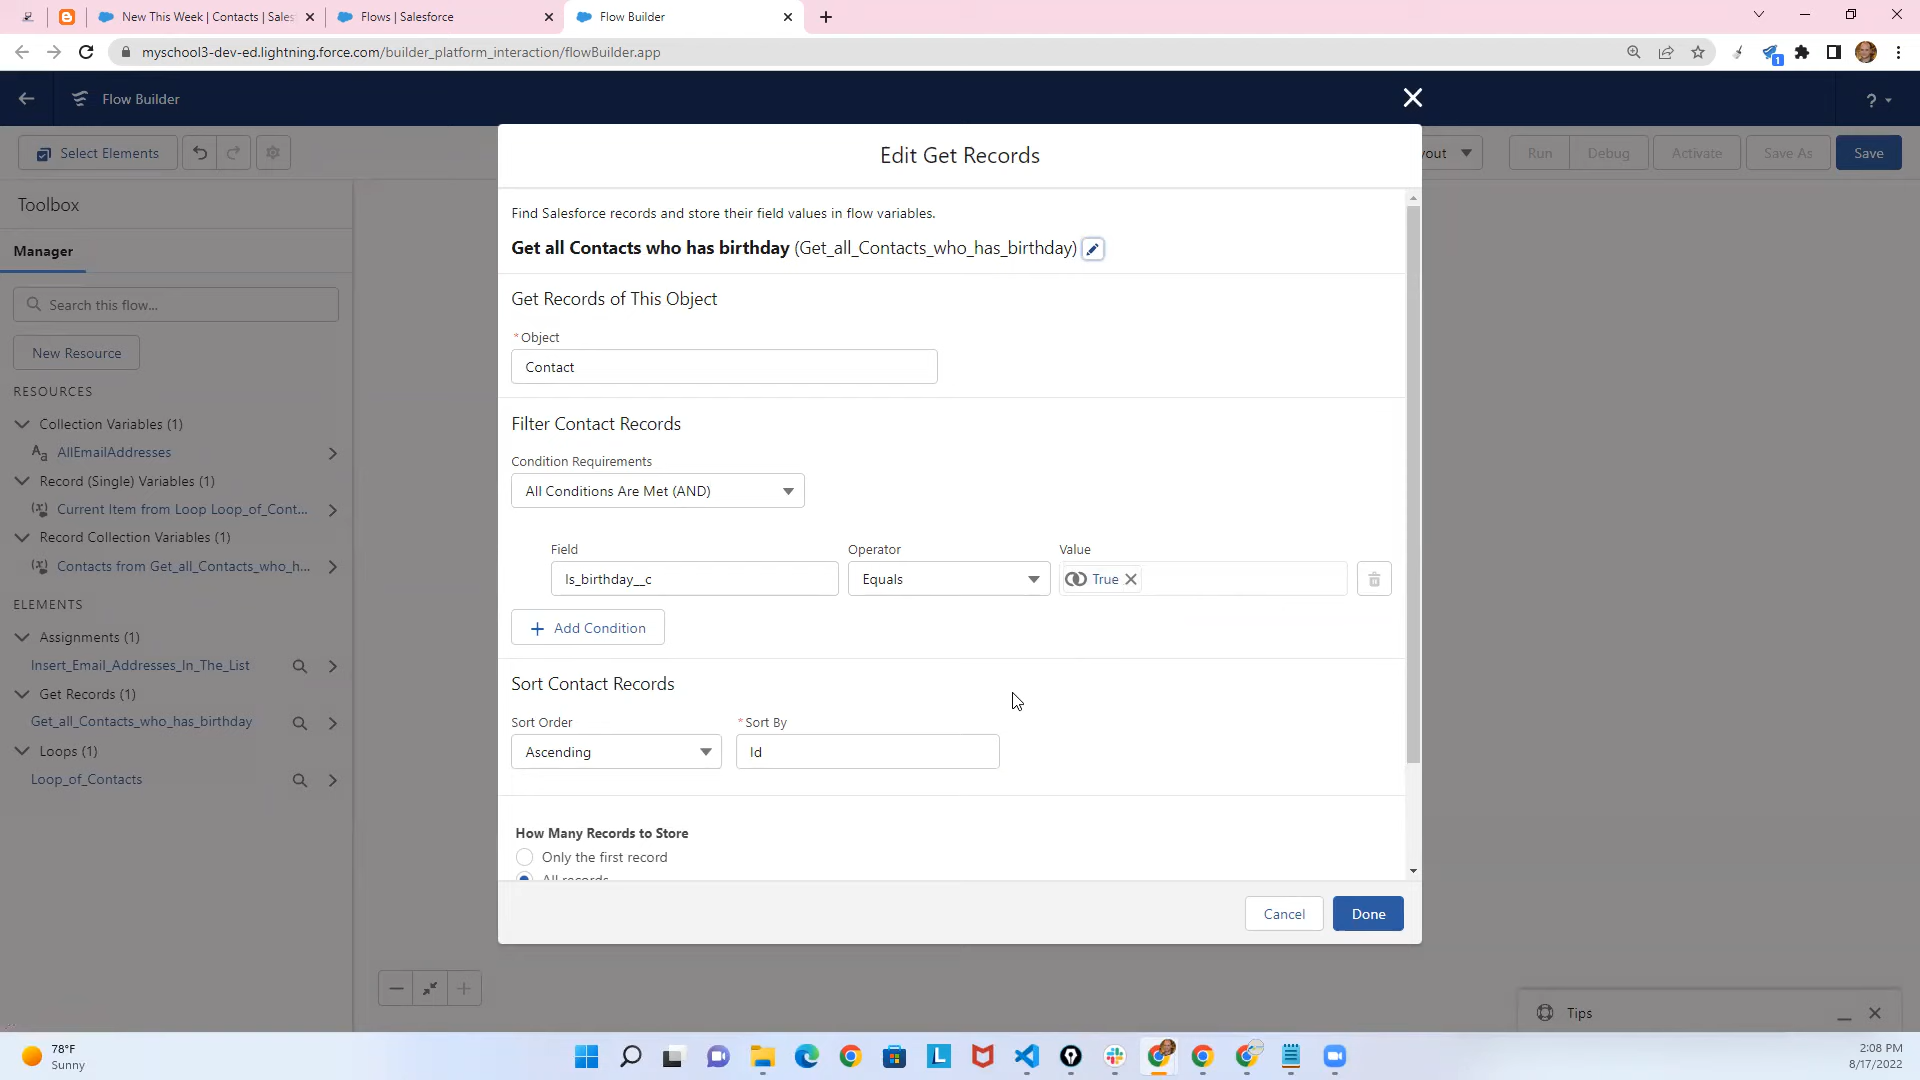 New This Week | Contacts | Sales
Flows | Salesforce
Flow Builder
myschool3-dev-ed.lightning.force.com/builder_platform_interaction/flowBuilder.app
1
Flow Builder
?
Select Elements
yout
Run
Debug
Activate
Save As
Save
Toolbox
Manager
Search this flow...
New Resource
RESOURCES
Collection Variables (1)
AllEmailAddresses
Record (Single) Variables (1)
Current Item from Loop Loop_of_Cont...
Record Collection Variables (1)
Contacts from Get_all_Contacts_who_h...
ELEMENTS
Assignments (1)
Insert_Email_Addresses_In_The_List
Get Records (1)
Get_all_Contacts_who_has_birthday
Loops (1)
Loop_of_Contacts
Edit Get Records
Find Salesforce records and store their field values in flow variables.
Get all Contacts who has birthday (Get_all_Contacts_who_has_birthday)
Get Records of This Object
* Object
Contact
Filter Contact Records
Condition Requirements
All Conditions Are Met (AND)
Field Operator Value
Is_birthday__c Equals True
+ Add Condition
Sort Contact Records
Sort Order * Sort By
Ascending Id
How Many Records to Store
Only the first record
All records
Cancel
Done
Tips
78°F
Sunny
2:08 PM
8/17/2022